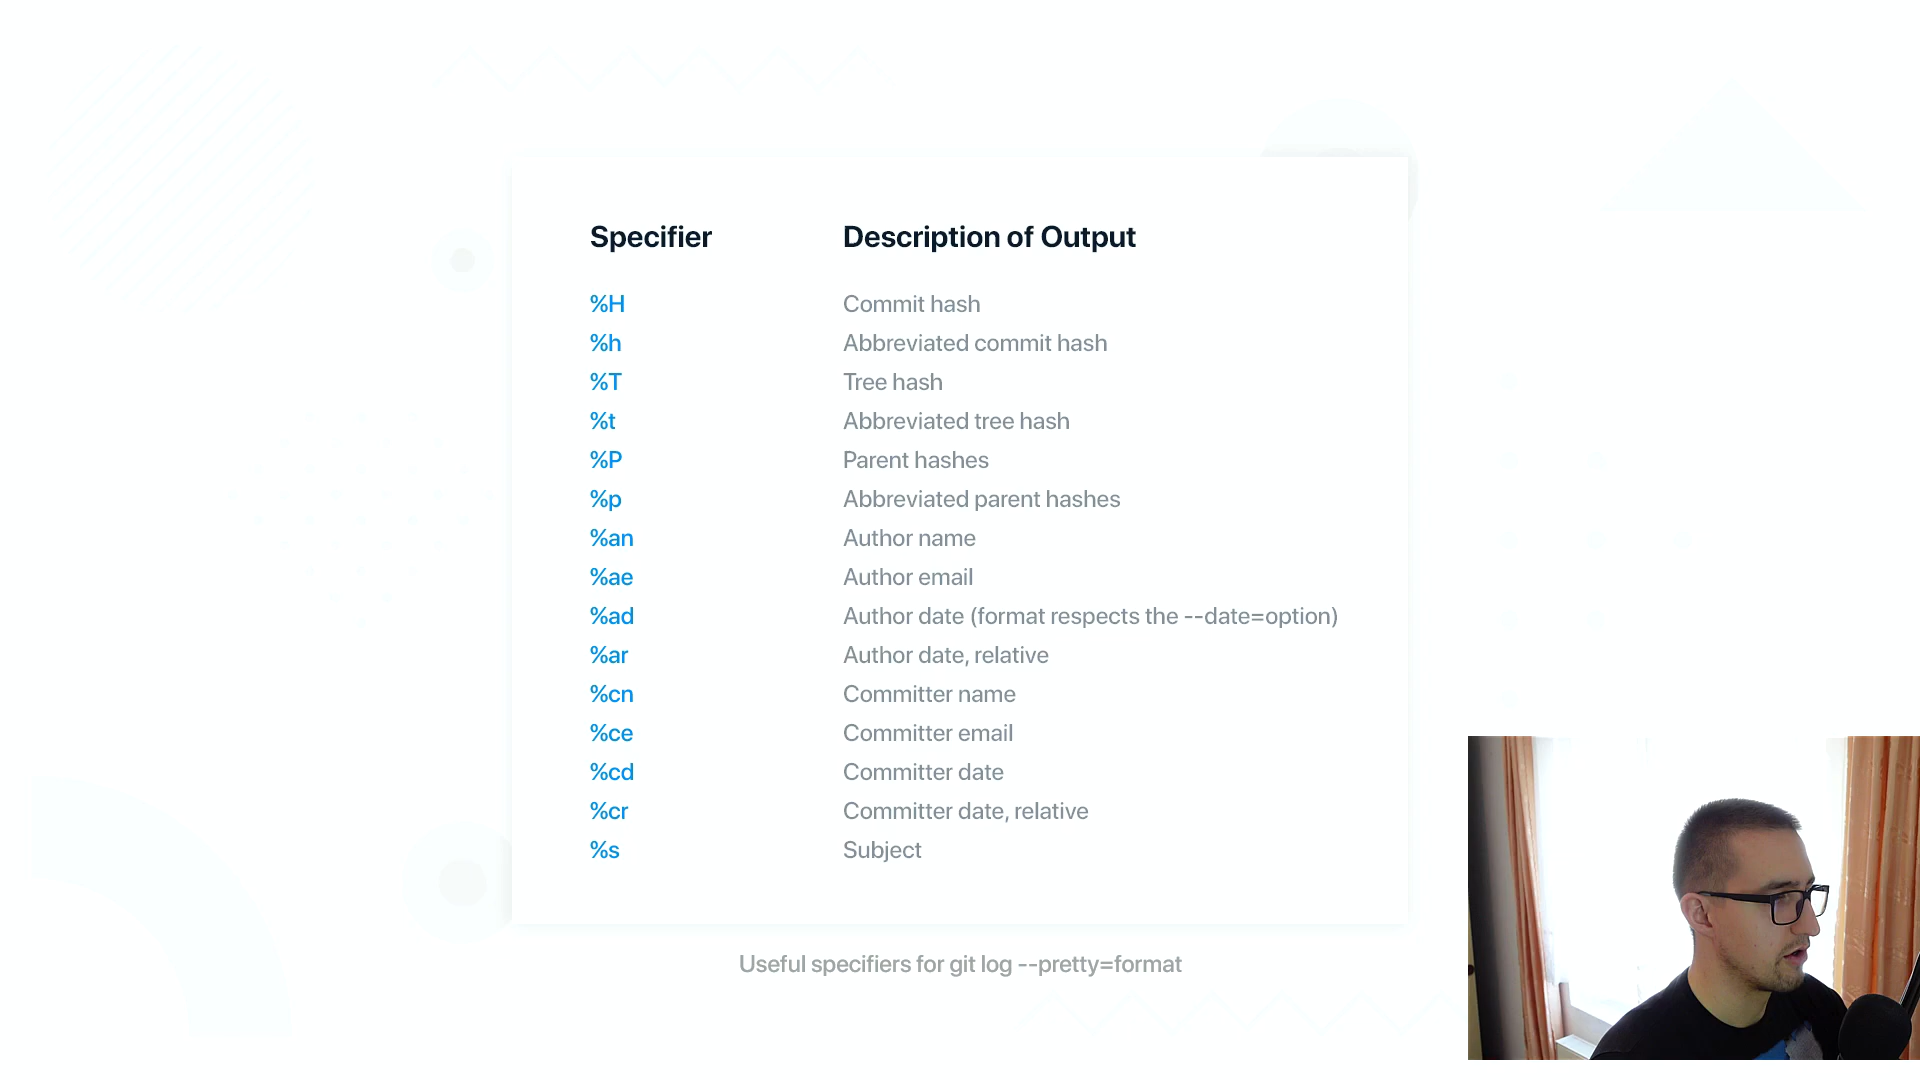 Specifier Description of Output
%H Commit hash
%h Abbreviated commit hash
%T Tree hash
%t Abbreviated tree hash
%P Parent hashes
%p Abbreviated parent hashes
%an Author name
%ae Author email
%ad Author date (format respects the --date=option)
%ar Author date, relative
%cn Committer name
%ce Committer email
%cd Committer date
%cr Committer date, relative
%s Subject
Useful specifiers for git log --pretty=format